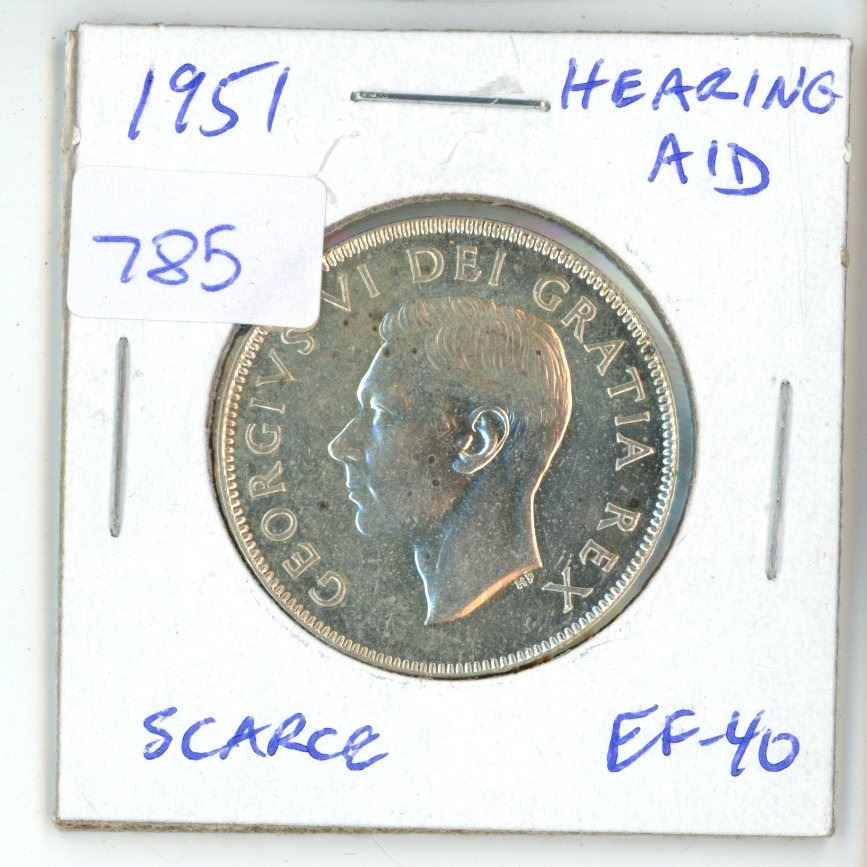 1951
HEARING
AID
785
GEORGIVS VI DEI GRATIA REX
HP
SCARCE
EF-40